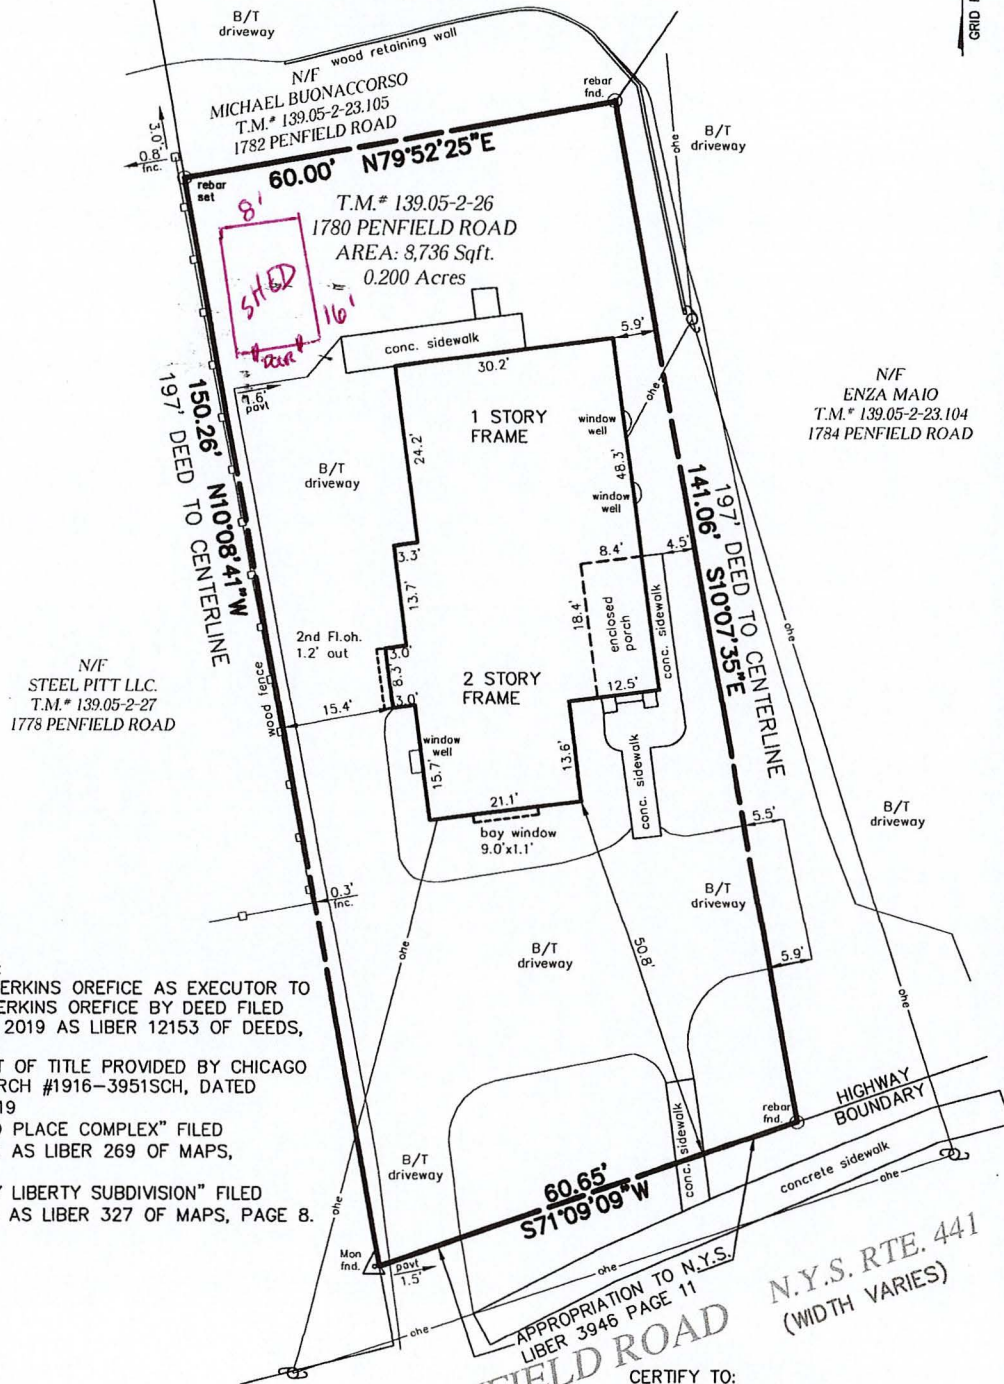 GRID
B/T
driveway
wood retaining wall
N/F
MICHAEL BUONACCORSO
T.M.# 139.05-2-23.105
1782 PENFIELD ROAD
rebar
fnd.
B/T
driveway
ohe
3.0'
0.8'
fnc.
rebar
set
60.00' N79°52'25"E
T.M.# 139.05-2-26
1780 PENFIELD ROAD
AREA: 8,736 Sqft.
0.200 Acres
8'
SHED
16'
"DOOR"
conc. sidewalk
5.9'
30.2'
1.6'
pavt
150.26' N10°08'41"W
197' DEED TO CENTERLINE
1 STORY
FRAME
window
well
ohe
24.2'
48.3'
B/T
driveway
window
well
N/F
ENZA MAIO
T.M.# 139.05-2-23.104
1784 PENFIELD ROAD
141.06' S10°07'35"E
197' DEED TO CENTERLINE
3.3'
8.4'
4.5'
13.7'
18.4'
enclosed
porch
conc. sidewalk
ohe
2nd Fl.oh.
1.2' out
3.0'
8.3'
3.0'
2 STORY
FRAME
12.5'
N/F
STEEL PITT LLC.
T.M.# 139.05-2-27
1778 PENFIELD ROAD
wood fence
15.4'
window
well
15.7'
13.6'
conc. sidewalk
21.1'
bay window
9.0'x1.1'
5.5'
B/T
driveway
0.3'
fnc.
B/T
driveway
ohe
B/T
driveway
50.8'
5.9'
ohe
ERKINS OREFICE AS EXECUTOR TO
ERKINS OREFICE BY DEED FILED
2019 AS LIBER 12153 OF DEEDS,
T OF TITLE PROVIDED BY CHICAGO
RCH #1916-3951SCH, DATED
19
PLACE COMPLEX" FILED
AS LIBER 269 OF MAPS,
Y LIBERTY SUBDIVISION" FILED
AS LIBER 327 OF MAPS, PAGE 8.
B/T
driveway
conc. sidewalk
rebar
fnd.
HIGHWAY
BOUNDARY
concrete sidewalk
ohe
60.65'
S71°09'09"W
ohe
Mon
fnd.
pavt
1.5'
ohe
ohe
APPROPRIATION TO N.Y.S.
LIBER 3946 PAGE 11
FIELD ROAD
N.Y.S. RTE. 441
(WIDTH VARIES)
CERTIFY TO: